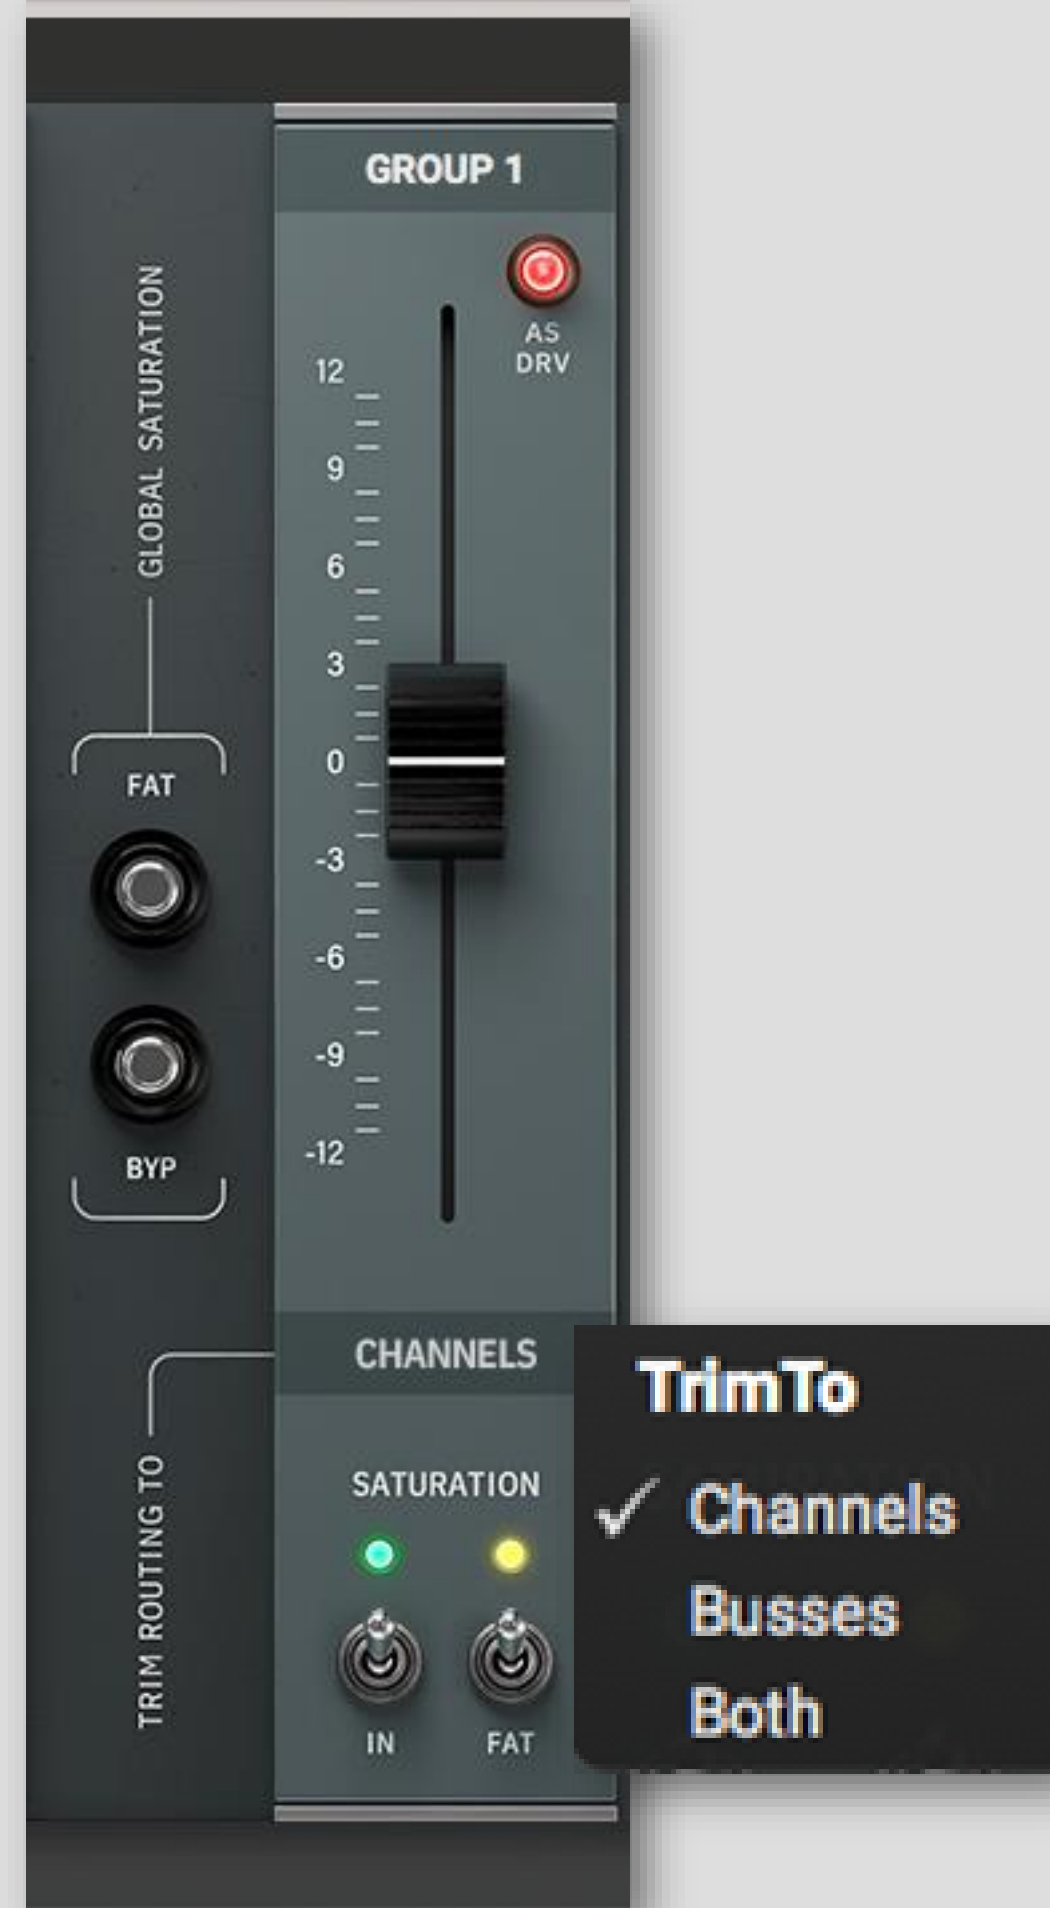 GROUP 1
AS
DRV
GLOBAL SATURATION
12
9
6
3
0
-3
-6
-9
-12
FAT
BYP
TRIM ROUTING TO
CHANNELS
SATURATION
IN
FAT
TrimTo
✓ Channels
Busses
Both